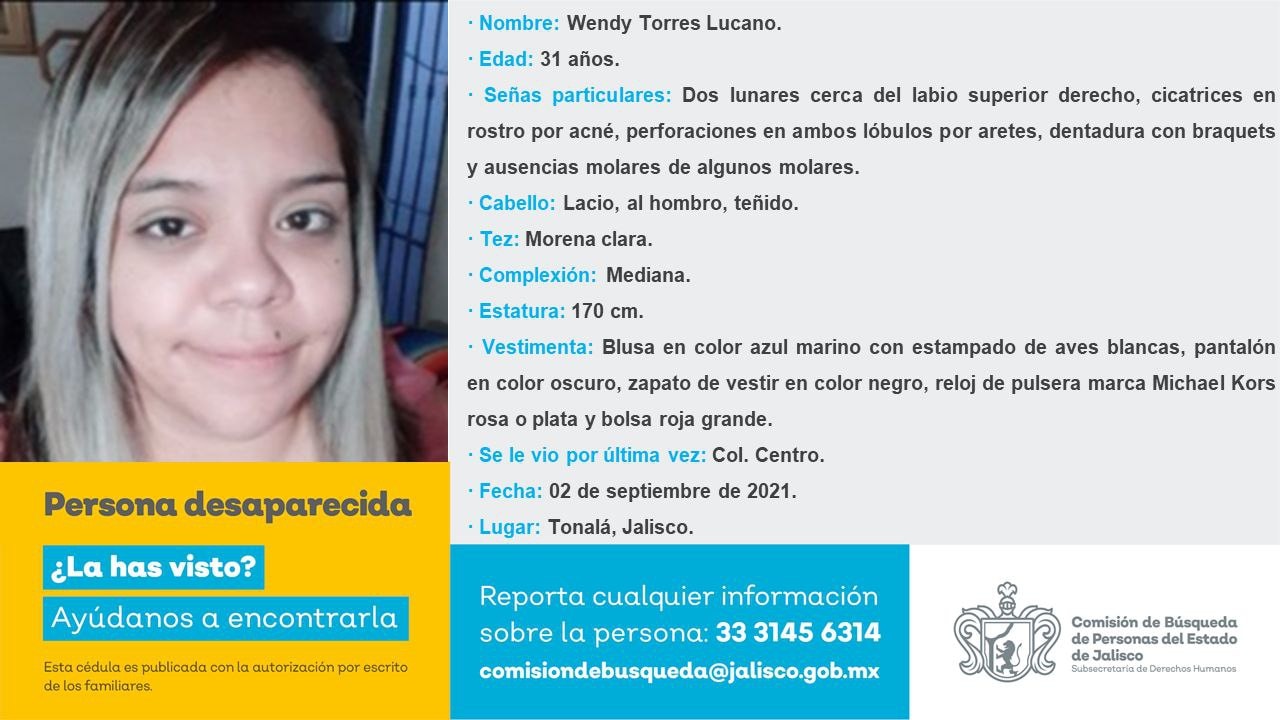 · Nombre: Wendy Torres Lucano.
· Edad: 31 años.
· Señas particulares: Dos lunares cerca del labio superior derecho, cicatrices en
rostro por acné, perforaciones en ambos lóbulos por aretes, dentadura con braquets
y ausencias molares de algunos molares.
· Cabello: Lacio, al hombro, teñido.
· Tez: Morena clara.
· Complexión: Mediana.
· Estatura: 170 cm.
· Vestimenta: Blusa en color azul marino con estampado de aves blancas, pantalón
en color oscuro, zapato de vestir en color negro, reloj de pulsera marca Michael Kors
rosa o plata y bolsa roja grande.
· Se le vio por última vez: Col. Centro.
· Fecha: 02 de septiembre de 2021.
· Lugar: Tonalá, Jalisco.
Persona desaparecida
¿La has visto?
Ayúdanos a encontrarla
Esta cédula es publicada con la autorización por escrito
de los familiares.
Reporta cualquier información
sobre la persona: 33 3145 6314
comisiondebusqueda@jalisco.gob.mx
Comisión de Búsqueda
de Personas del Estado
de Jalisco
Subsecretaría de Derechos Humanos